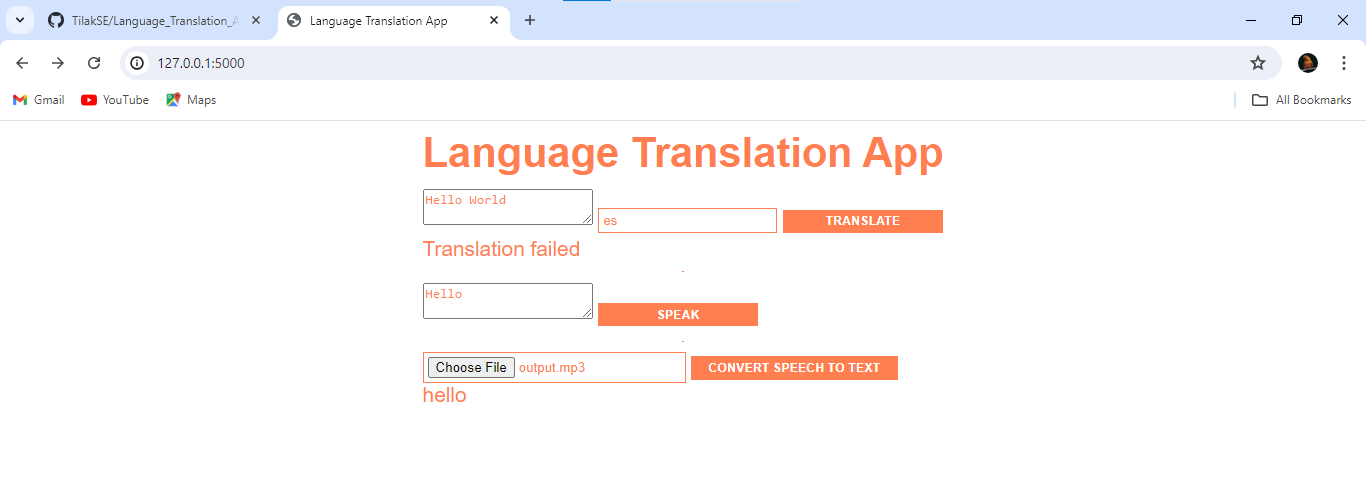 TilakSE/Language_Translation_A
Language Translation App
127.0.0.1:5000
Gmail YouTube Maps All Bookmarks
Language Translation App
Hello World es TRANSLATE
Translation failed
Hello SPEAK
Choose File output.mp3 CONVERT SPEECH TO TEXT
hello